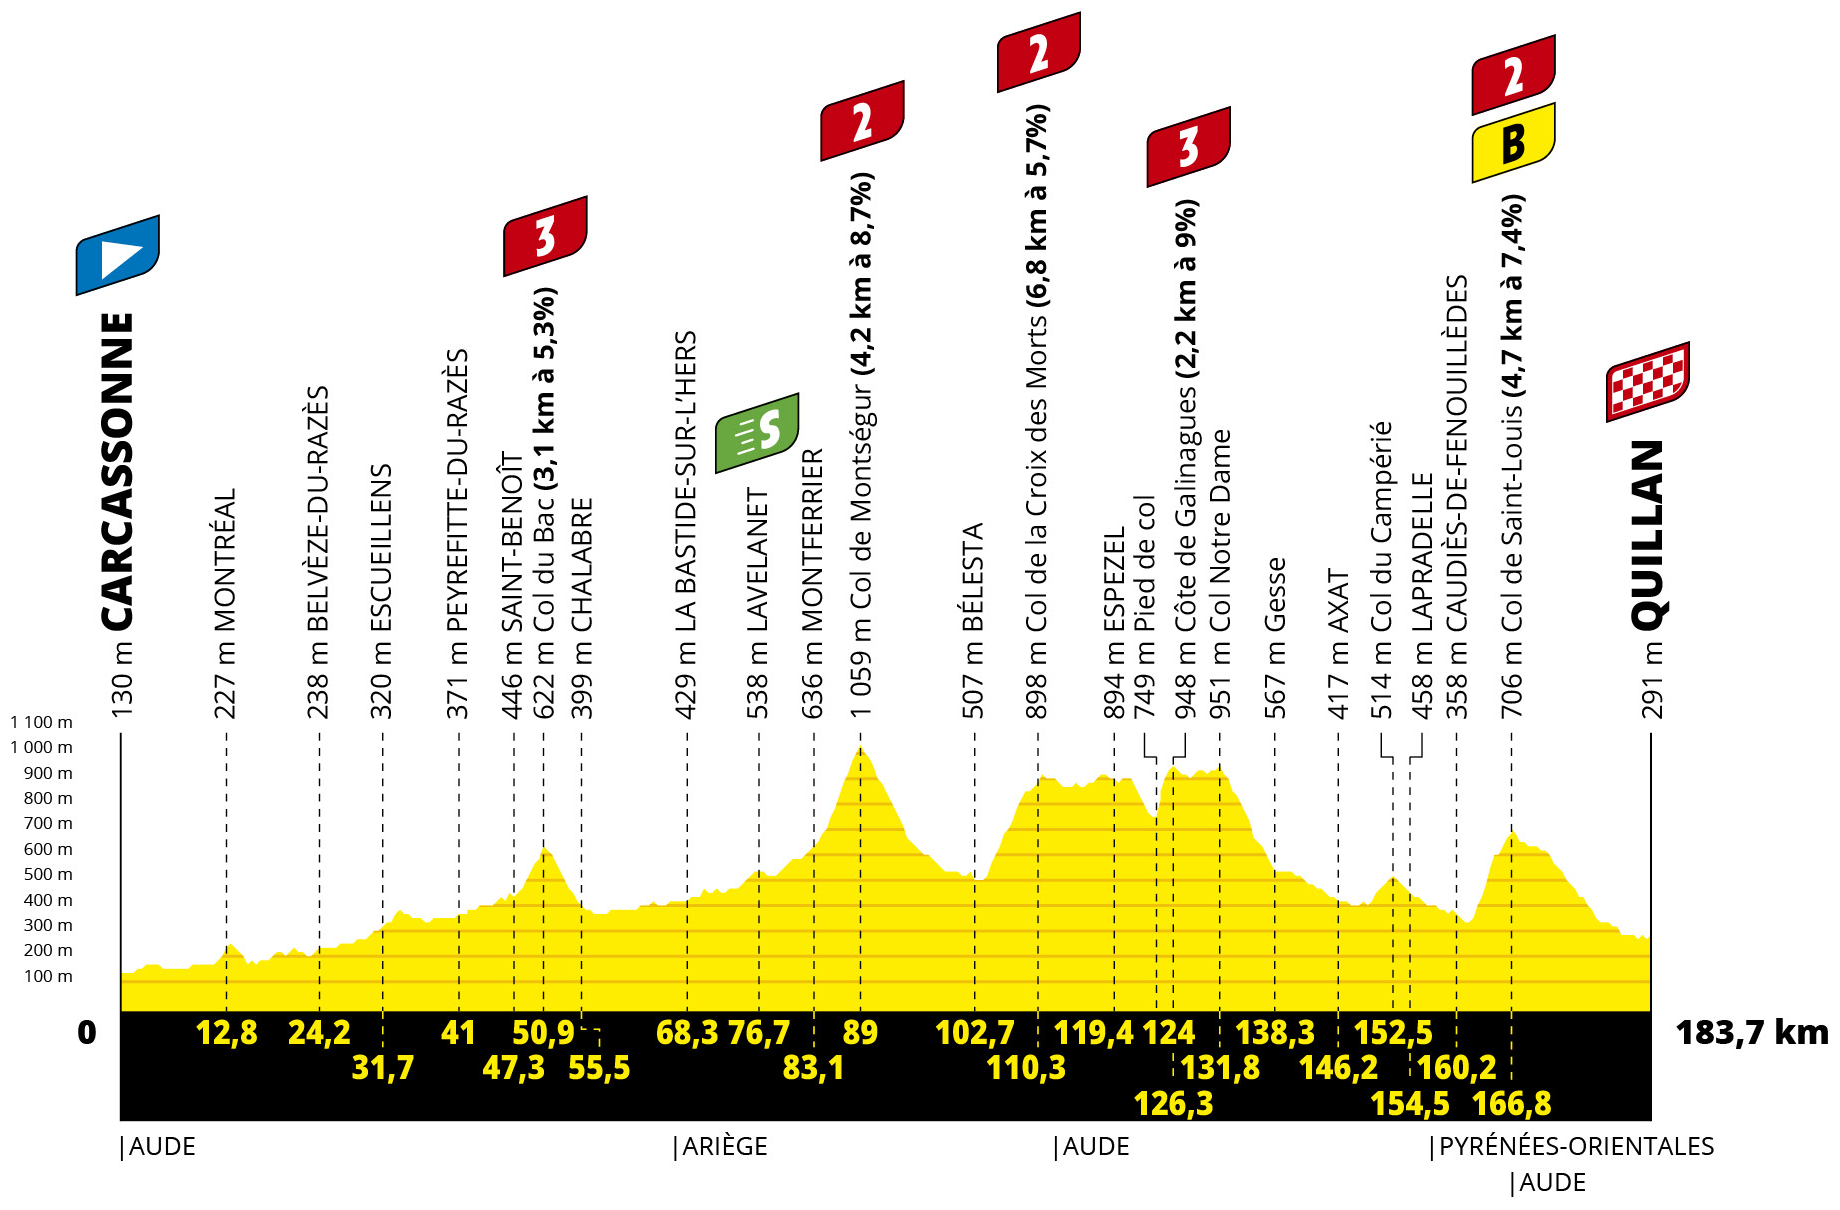 2
2
2
B
3
3
S
130 m CARCASSONNE
227 m MONTRÉAL
238 m BELVÈZE-DU-RAZÈS
320 m ESCUEILLENS
371 m PEYREFITTE-DU-RAZÈS
446 m SAINT-BENOÎT
622 m Col du Bac (3,1 km à 5,3%)
399 m CHALABRE
429 m LA BASTIDE-SUR-L’HERS
538 m LAVELANET
636 m MONTFERRIER
1 059 m Col de Montségur (4,2 km à 8,7%)
507 m BÉLESTA
898 m Col de la Croix des Morts (6,8 km à 5,7%)
894 m ESPEZEL
749 m Pied de col
948 m Côte de Galinagues (2,2 km à 9%)
951 m Col Notre Dame
567 m Gesse
417 m AXAT
514 m Col du Campérié
458 m LAPRADELLE
358 m CAUDIÈS-DE-FENOUILLÈDES
706 m Col de Saint-Louis (4,7 km à 7,4%)
291 m QUILLAN
1 100 m
1 000 m
900 m
800 m
700 m
600 m
500 m
400 m
300 m
200 m
100 m
0 12,8 24,2 41 50,9 68,3 76,7 89 102,7 119,4 124 138,3 152,5 183,7 km
31,7 47,3 55,5 83,1 110,3 131,8 146,2 160,2
126,3 154,5 166,8
|AUDE |ARIÈGE |AUDE |PYRÉNÉES-ORIENTALES
|AUDE